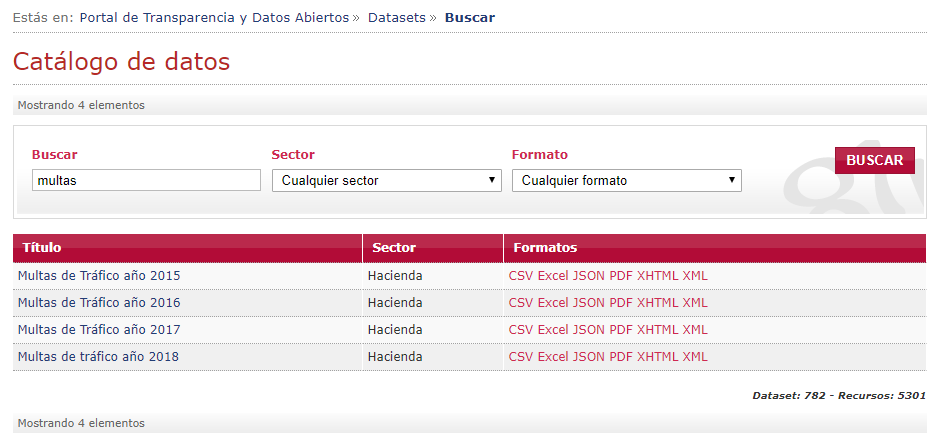 Estás en: Portal de Transparencia y Datos Abiertos» Datasets» Buscar
Catálogo de datos
Mostrando 4 elementos
Buscar Sector Formato
multas Cualquier sector Cualquier formato BUSCAR
Título Sector Formatos
Multas de Tráfico año 2015 Hacienda CSV Excel JSON PDF XHTML XML
Multas de Tráfico año 2016 Hacienda CSV Excel JSON PDF XHTML XML
Multas de Tráfico año 2017 Hacienda CSV Excel JSON PDF XHTML XML
Multas de tráfico año 2018 Hacienda CSV Excel JSON PDF XHTML XML
Dataset: 782 - Recursos: 5301
Mostrando 4 elementos